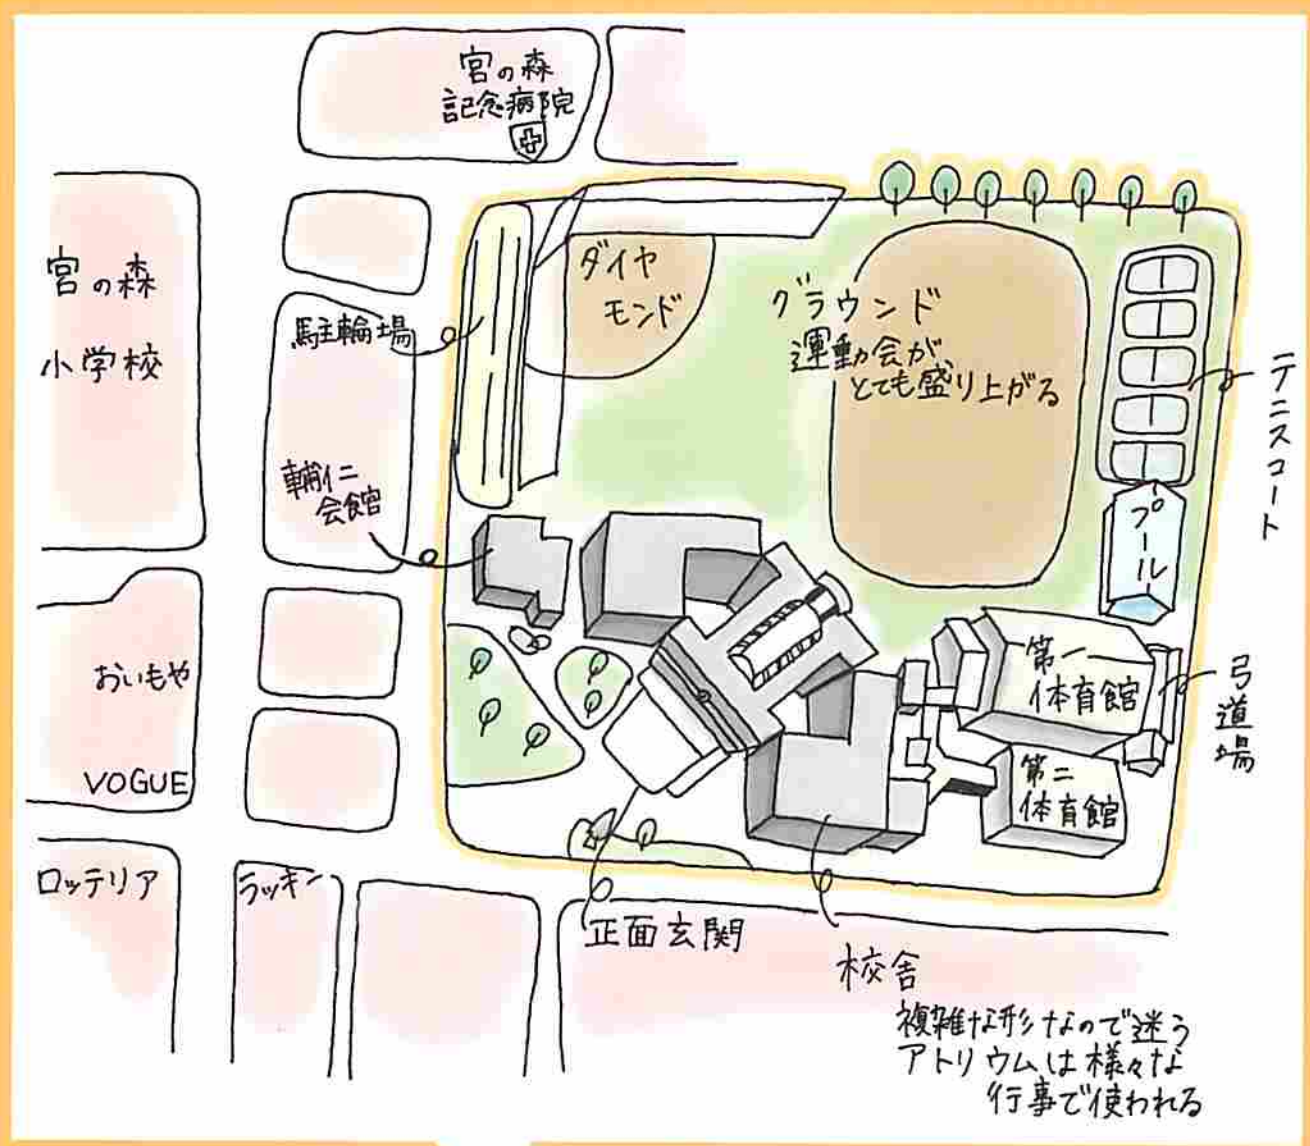 宮の森
記念病院
宮の森
小学校
駐輪場
ダイヤ
モンド
グラウンド
運動会が
とても盛り上がる
テニスコート
プール
輔仁
会館
おいもや
VOGUE
第一
体育館
弓道場
第二
体育館
ロッテリア
ラッキー
正面玄関
校舎
複雑な形なので迷う
アトリウムは様々な
行事で使われる